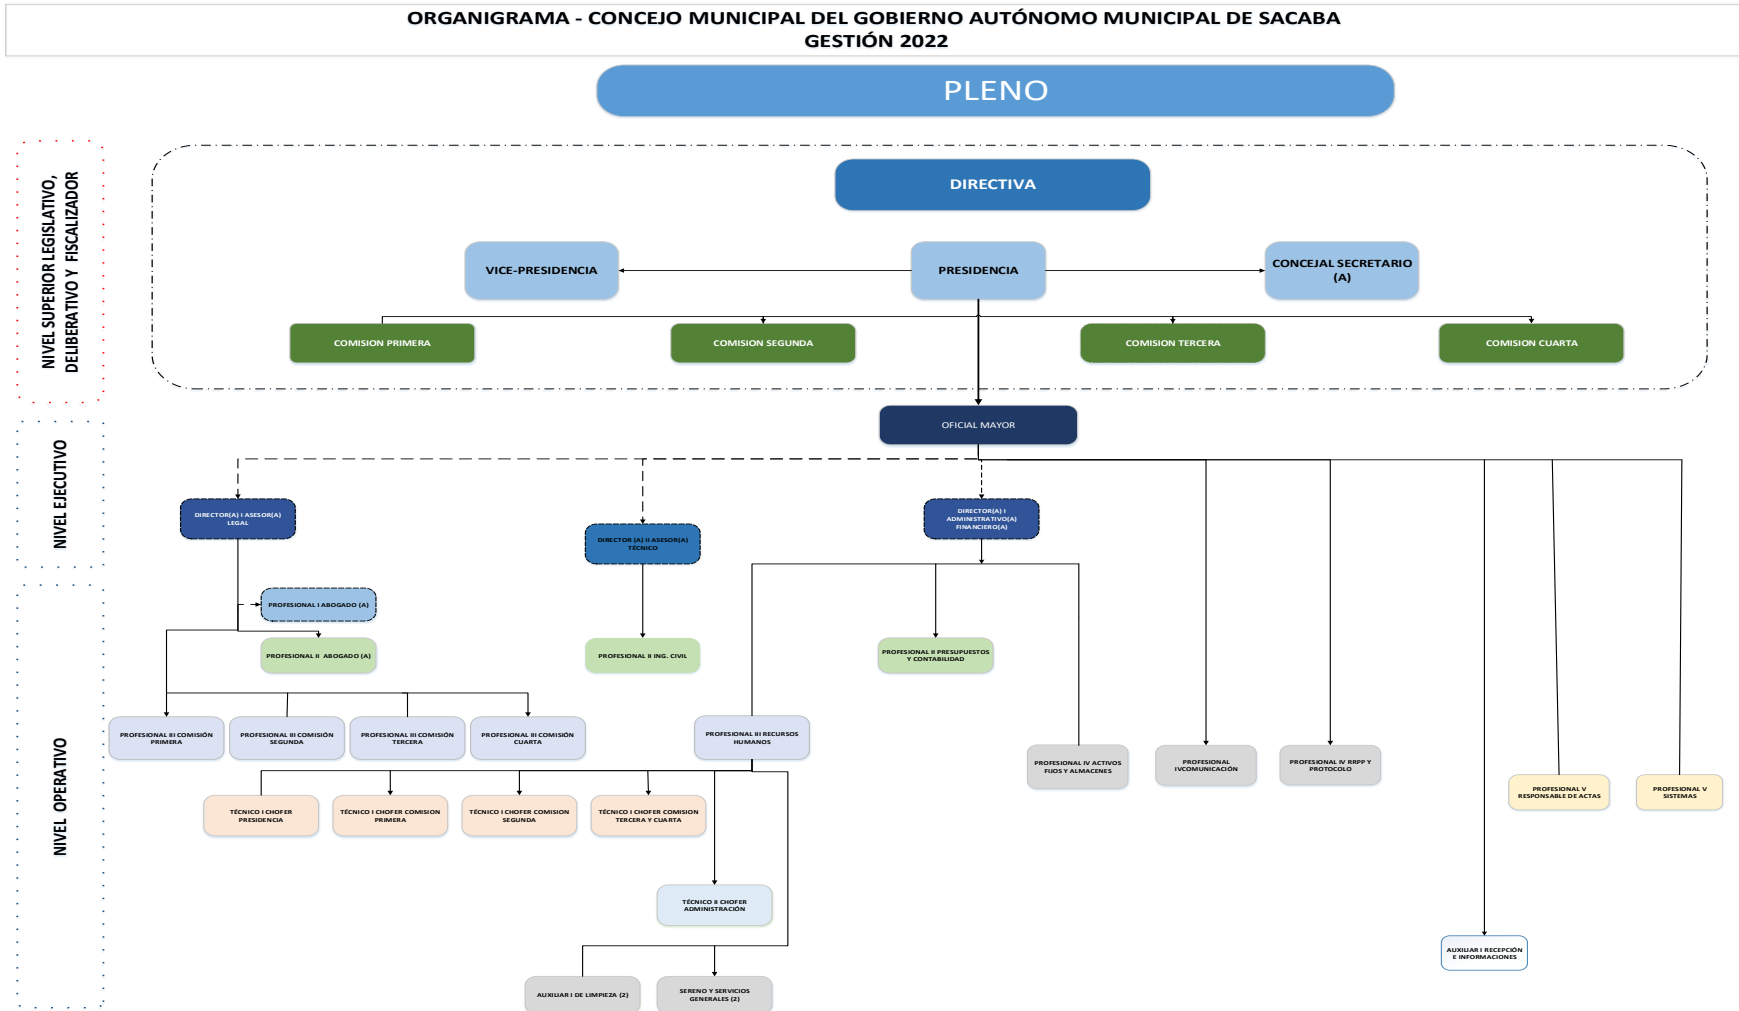 ORGANIGRAMA - CONCEJO MUNICIPAL DEL GOBIERNO AUTÓNOMO MUNICIPAL DE SACABA
GESTIÓN 2022
PLENO
NIVEL SUPERIOR LEGISLATIVO,
DELIBERATIVO Y FISCALIZADOR
DIRECTIVA
VICE-PRESIDENCIA
PRESIDENCIA
CONCEJAL SECRETARIO
(A)
COMISION PRIMERA
COMISION SEGUNDA
COMISION TERCERA
COMISION CUARTA
NIVEL EJECUTIVO
OFICIAL MAYOR
DIRECTOR(A) I ASESOR(A)
LEGAL
DIRECTOR (A) II ASESOR(A)
TÉCNICO
DIRECTOR(A) I
ADMINISTRATIVO(A)
FINANCIERO(A)
NIVEL OPERATIVO
PROFESIONAL I ABOGADO (A)
PROFESIONAL II  ABOGADO (A)
PROFESIONAL II ING. CIVIL
PROFESIONAL II PRESUPUESTOS
Y CONTABILIDAD
PROFESIONAL III COMISIÓN
PRIMERA
PROFESIONAL III COMISIÓN
SEGUNDA
PROFESIONAL III COMISIÓN
TERCERA
PROFESIONAL III COMISIÓN
CUARTA
PROFESIONAL III RECURSOS
HUMANOS
PROFESIONAL IV ACTIVOS
FIJOS Y ALMACENES
PROFESIONAL
IVCOMUNICACIÓN
PROFESIONAL IV RRPP Y
PROTOCOLO
PROFESIONAL V
RESPONSABLE DE ACTAS
PROFESIONAL V
SISTEMAS
TÉCNICO I CHOFER
PRESIDENCIA
TÉCNICO I CHOFER COMISION
PRIMERA
TÉCNICO I CHOFER COMISION
SEGUNDA
TÉCNICO I CHOFER COMISION
TERCERA Y CUARTA
TÉCNICO II CHOFER
ADMINISTRACIÓN
AUXILIAR I RECEPCIÓN
E INFORMACIONES
AUXILIAR I DE LIMPIEZA (2)
SERENO Y SERVICIOS
GENERALES (2)